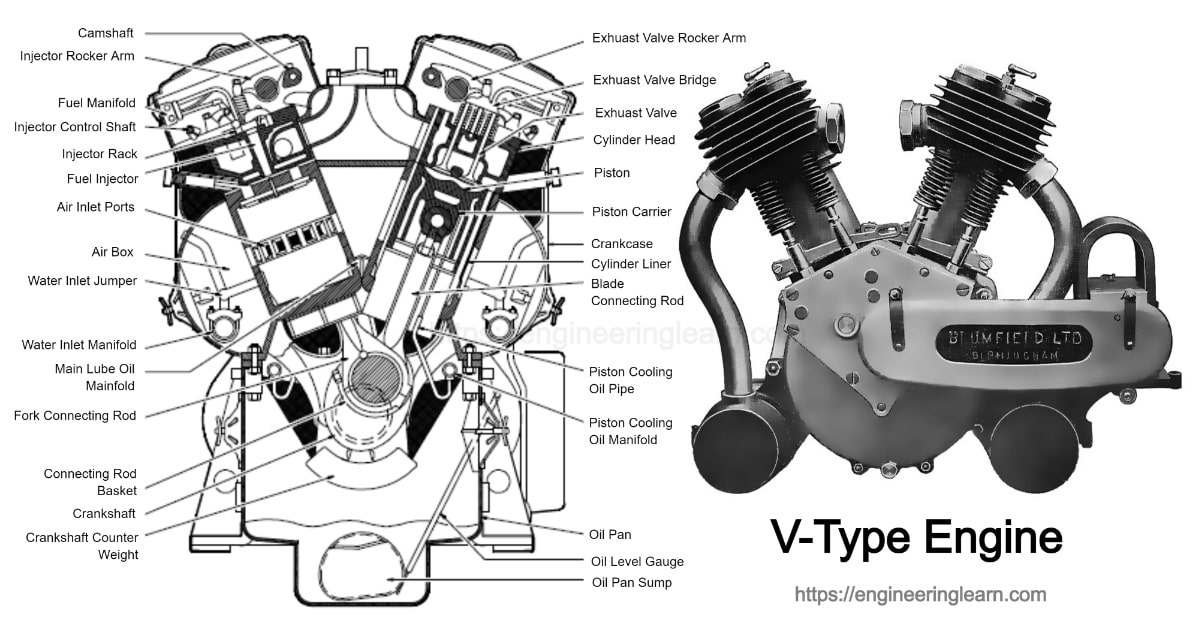 Camshaft
Injector Rocker Arm
Fuel Manifold
Injector Control Shaft
Injector Rack
Fuel Injector
Air Inlet Ports
Air Box
Water Inlet Jumper
Water Inlet Manifold
Main Lube Oil
Mainfold
Fork Connecting Rod
Connecting Rod
Basket
Crankshaft
Crankshaft Counter
Weight
Exhuast Valve Rocker Arm
Exhuast Valve Bridge
Exhuast Valve
Cylinder Head
Piston
Piston Carrier
Crankcase
Cylinder Liner
Blade
Connecting Rod
https://engineeringlearn.com
Piston Cooling
Oil Pipe
Piston Cooling
Oil Manifold
Oil Pan
Oil Level Gauge
Oil Pan Sump
BLUMFIELD LTD
BIRMINGHAM
V-Type Engine
https://engineeringlearn.com